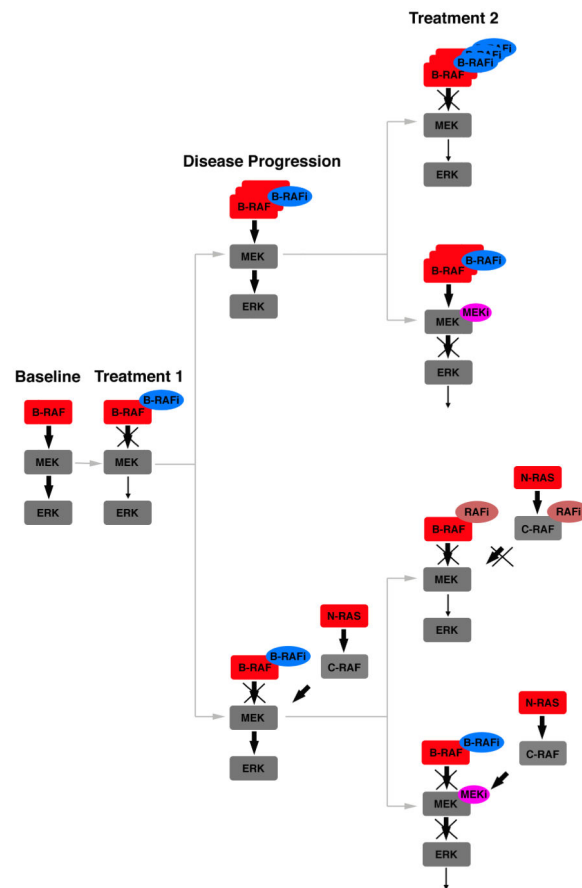 Treatment 2
B-RAFi
B-RAFi
B-RAFi
B-RAF
MEK
ERK
Disease Progression
B-RAFi
B-RAF
MEK
ERK
B-RAFi
B-RAF
MEKi
MEK
ERK
Baseline
Treatment 1
B-RAFi
B-RAF
B-RAF
MEK
MEK
ERK
ERK
N-RAS
RAFi
RAFi
B-RAF
C-RAF
MEK
ERK
N-RAS
B-RAFi
B-RAF
C-RAF
MEK
ERK
N-RAS
B-RAFi
B-RAF
C-RAF
MEKi
MEK
ERK